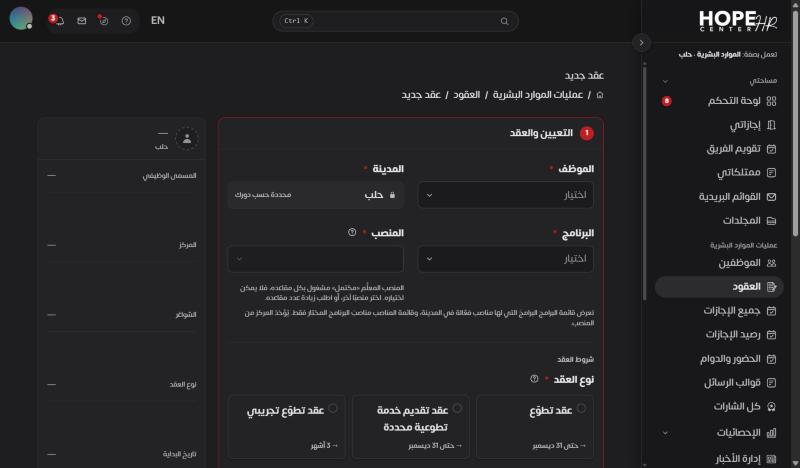 HOPE HR
CENTER
تعمل بصفة: الموارد البشرية · حلب
مساحتي
لوحة التحكم
8
إجازاتي
تقويم الفريق
ممتلكاتي
القوائم البريدية
المجلدات
عمليات الموارد البشرية
الموظفين
العقود
جميع الإجازات
رصيد الإجازات
الحضور والدوام
قوالب الرسائل
كل الشارات
الإحصائيات
إدارة الأخبار
Ctrl K
EN
3
عقد جديد
/ عمليات الموارد البشرية / العقود / عقد جديد
1 التعيين والعقد
الموظف *
اختيار
المدينة *
حلب
محددة حسب دورك
البرنامج *
اختيار
المنصب *
المنصب المعلَّم «مكتمل» مشغول بكل مقاعده، فلا يمكن
اختياره. اختر منصبًا آخر، أو اطلب زيادة عدد مقاعده.
تعرض قائمة البرامج البرامج التي لها مناصب فعّالة في المدينة، وقائمة المناصب مناصب البرنامج المختار فقط. يُؤخذ المركز من
المنصب.
شروط العقد
نوع العقد *
عقد تطوّع
→ حتى 31 ديسمبر
عقد تقديم خدمة
تطوعية محددة
→ حتى 31 ديسمبر
عقد تطوّع تجريبي
→ 3 أشهر
—
حلب
المسمى الوظيفي —
المركز —
الشواغر —
نوع العقد —
تاريخ البداية —